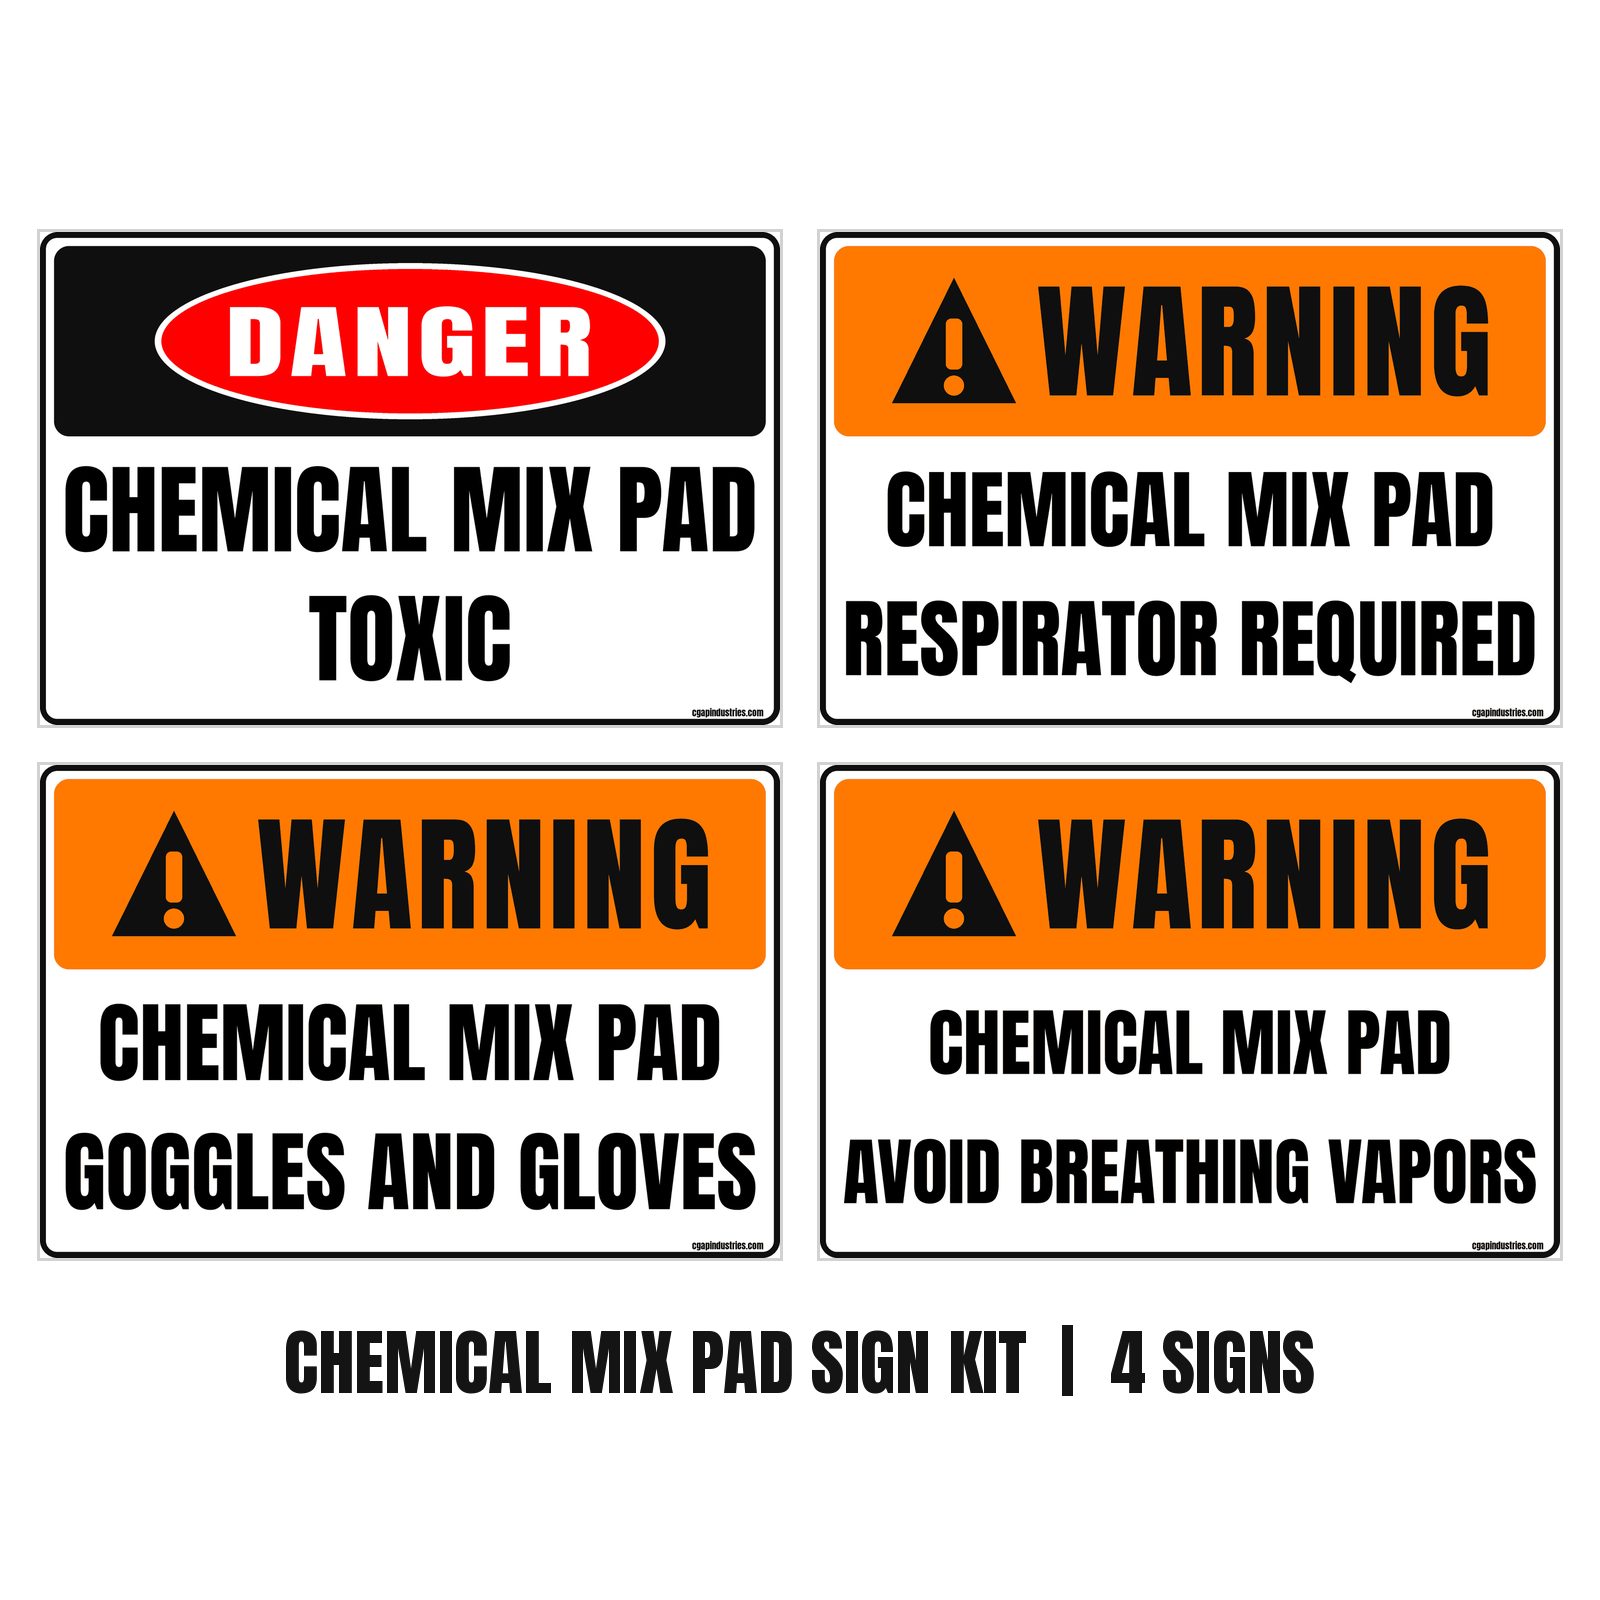 DANGER
CHEMICAL MIX PAD
TOXIC
cgapindustries.com
WARNING
CHEMICAL MIX PAD
RESPIRATOR REQUIRED
cgapindustries.com
WARNING
CHEMICAL MIX PAD
GOGGLES AND GLOVES
cgapindustries.com
WARNING
CHEMICAL MIX PAD
AVOID BREATHING VAPORS
cgapindustries.com
CHEMICAL MIX PAD SIGN KIT | 4 SIGNS